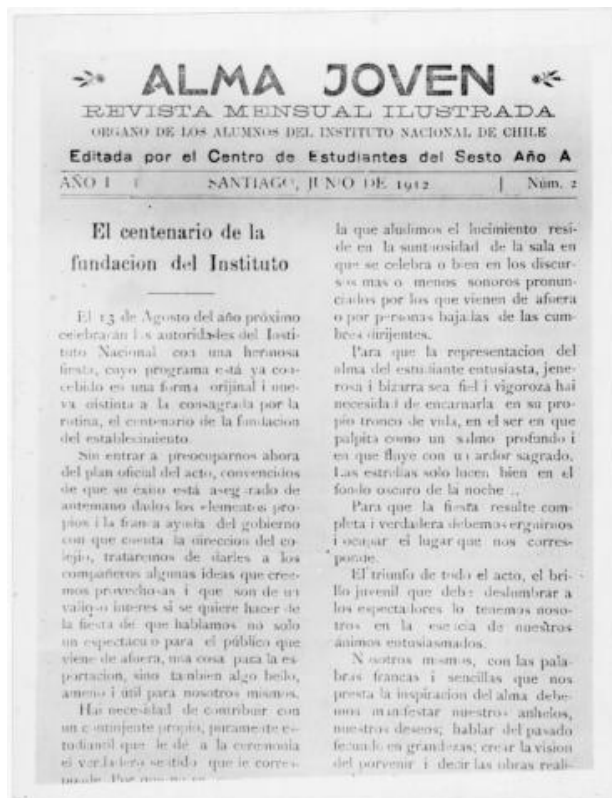 ALMA JOVEN
REVISTA MENSUAL ILUSTRADA
ORGANO DE LOS ALUMNOS DEL INSTITUTO NACIONAL DE CHILE
Editada por el Centro de Estudiantes del Sesto Año A
AÑO I SANTIAGO, JUNIO DE 1912 Núm. 2
El centenario de la
fundacion del Instituto
El 13 de Agosto del año próximo
celebrarán las autoridades del Insti-
tuto Nacional con una hermosa
fiesta, cuyo programa está ya con-
cebido en una forma orijinal i nue-
va distinta a la consagrada por la
rutina, el centenario de la fundacion
del establecimiento.
Sin entrar a preocuparnos ahora
del plan oficial del acto, convencidos
de que su éxito está asegurado de
antemano dados los elementos pro-
pios i la franca ayuda del gobierno
con que cuenta la direccion del co-
lejio, trataremos de darles a los
compañeros algunas ideas que cree-
mos provechosas i que son de un
valioso interes si se quiere hacer de
la fiesta de que hablamos no solo
un espectáculo para el público que
viene de afuera, una cosa para la es-
portacion, sino tambien algo bello,
ameno i útil para nosotros mismos.
Hai necesidad de contribuir con
un continjente propio, puramente es-
tudiantil que le dé a la ceremonia
el verdadero sentido que le corres-
ponde. Por que no
la que aludimos el lucimiento resi-
de en la suntuosidad de la sala en
que se celebra o bien en los discur-
sos mas o menos sonoros pronun-
ciados por los que vienen de afuera
o por personas bajadas de las cum-
bres dirijentes.
Para que la representacion del
alma del estudiante entusiasta, jene-
rosa i bizarra sea fiel i vigoroza hai
necesidad de encarnarla en su pro-
pio tronco de vida, en el ser en que
palpita como un salmo profundo i
en que fluye con un ardor sagrado.
Las estrellas solo lucen bien en el
fondo oscuro de la noche ...
Para que la fiesta resulte com-
pleta i verdadera debemos erguirnos
i ocupar el lugar que nos corres-
ponde.
El triunfo de todo el acto, el bri-
llo juvenil que debe deslumbrar a
los espectadores lo tenemos noso-
tros en la esencia de nuestros
ánimos entusiasmados.
Nosotros mismos, con las pala-
bras francas i sencillas que nos
presta la inspiracion del alma debe-
mos manifestar nuestros anhelos,
nuestros deseos; hablar del pasado
fecundo en grandezas; crear la vision
del porvenir i decir las obras reali-